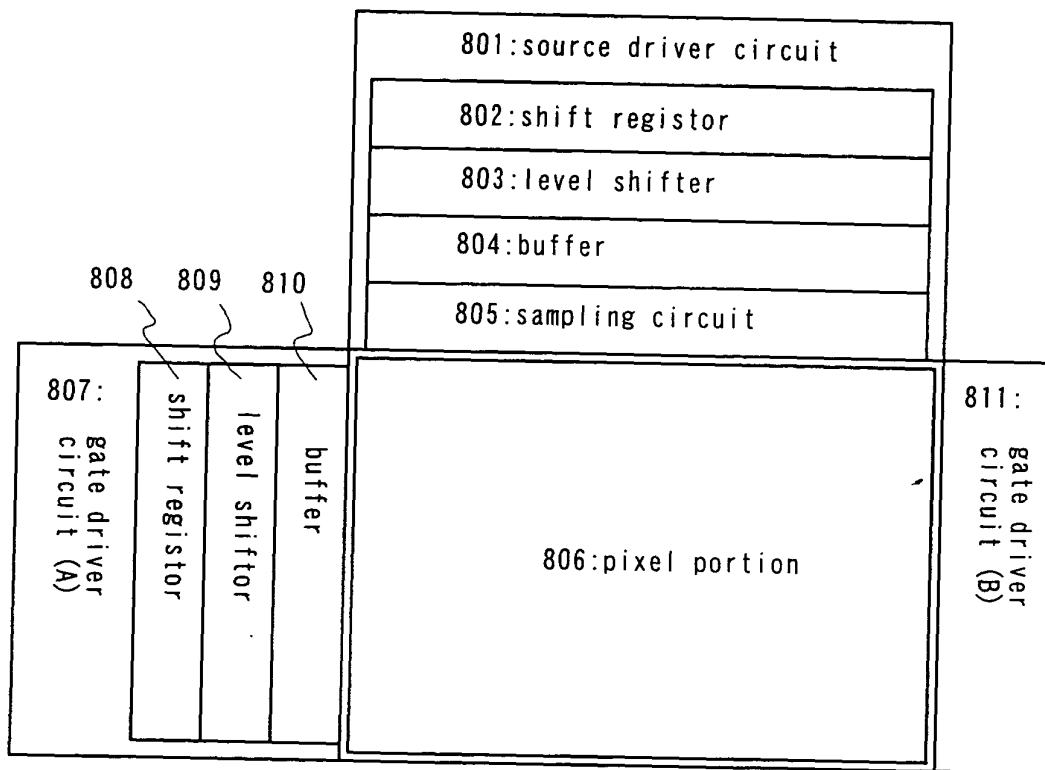 801:source driver circuit
802:shift registor
803:level shifter
804:buffer
805:sampling circuit
808
809
810
807:
gate driver
circuit (A)
shift registor
level shiftor
buffer
806:pixel portion
811:
gate driver
circuit (B)